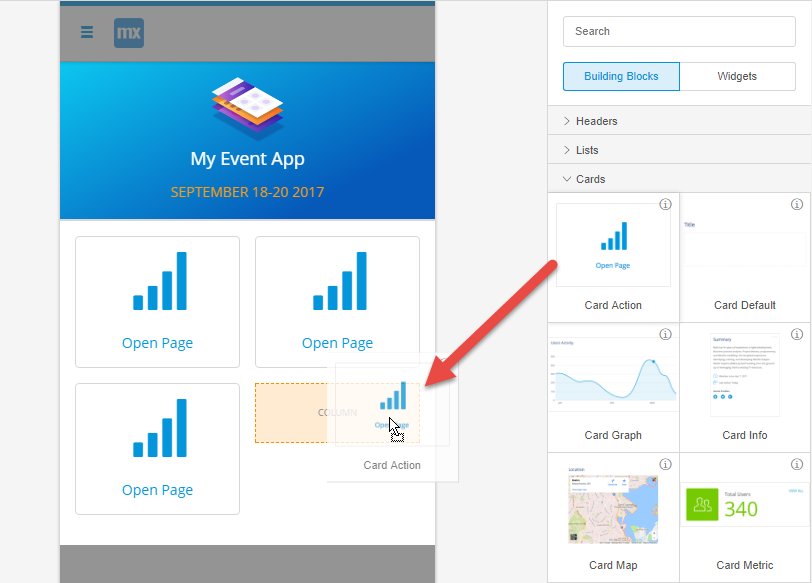 mx
My Event App
SEPTEMBER 18-20 2017
Open Page
Open Page
Open Page
COLUMN
Open Page
Card Action
Search
Building Blocks
Widgets
Headers
Lists
Cards
Open Page
Card Action
Title
Card Default
Card Graph
Summary
Card Info
Location
Card Map
Total Users
340
VIEW ALL
Card Metric